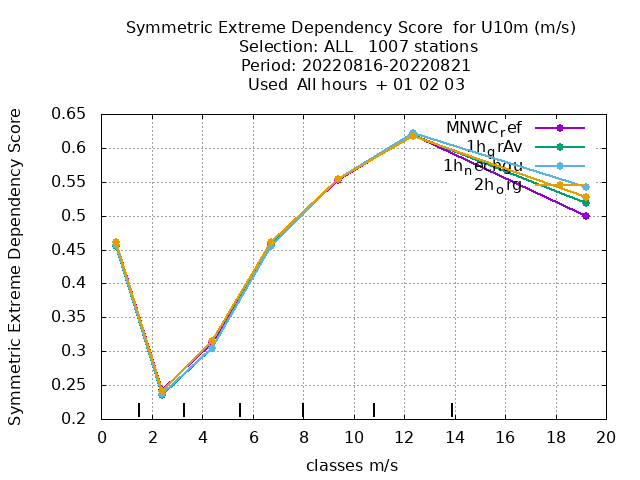 Symmetric Extreme Dependency Score for U10m (m/s)
Selection: ALL 1007 stations
Period: 20220816-20220821
Used All hours + 01 02 03
Symmetric Extreme Dependency Score
0.65
0.6
0.55
0.5
0.45
0.4
0.35
0.3
0.25
0.2
MNWC_ref
1h_grAv
2h_org
0 2 4 6 8 10 12 14 16 18 20
classes m/s